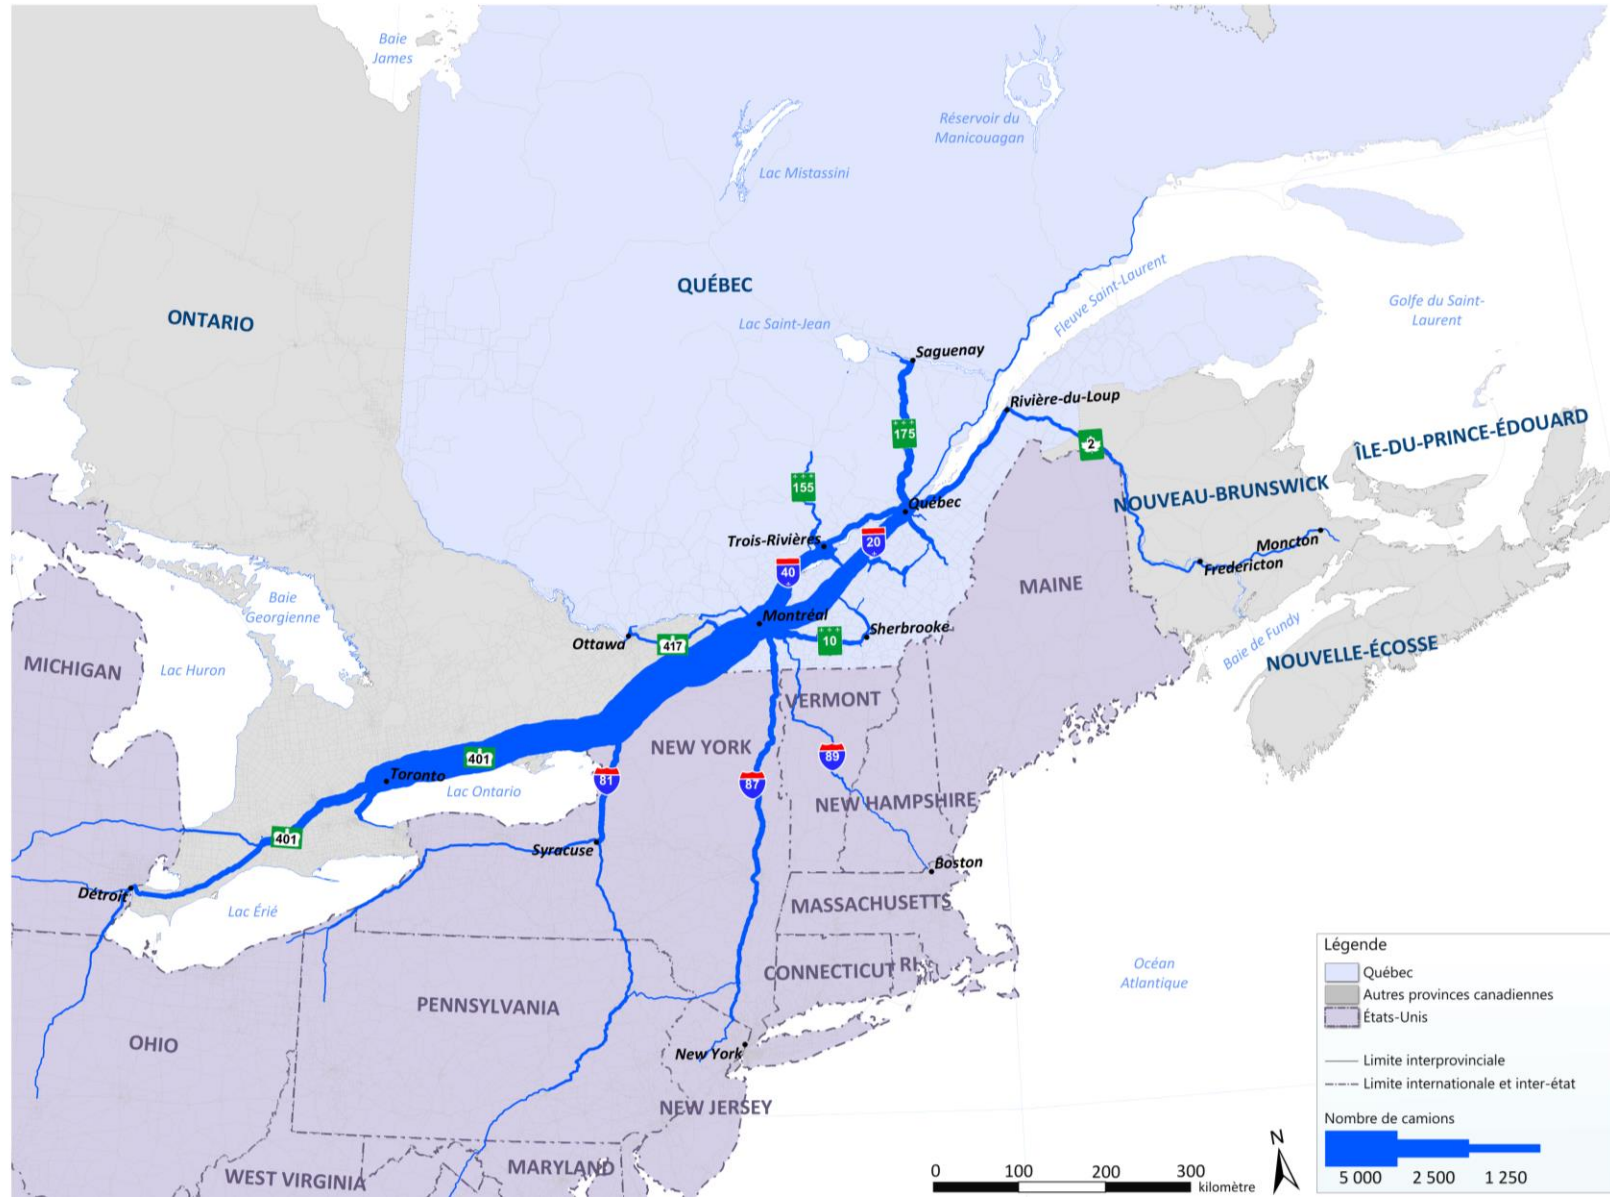 Baie
James
Réservoir du
Manicouagan
Lac Mistassini
QUÉBEC
ONTARIO
Lac Saint-Jean
Fleuve Saint-Laurent
Golfe du Saint-
Laurent
Saguenay
Rivière-du-Loup
175
2
ÎLE-DU-PRINCE-ÉDOUARD
155
Québec
NOUVEAU-BRUNSWICK
Trois-Rivières
20
Moncton
Fredericton
40
MAINE
Baie
Georgienne
Montréal
Sherbrooke
Ottawa
417
10
Baie de Fundy
NOUVELLE-ÉCOSSE
MICHIGAN
Lac Huron
VERMONT
NEW YORK
401
89
Toronto
81
87
Lac Ontario
NEW HAMPSHIRE
401
Syracuse
Boston
Détroit
Lac Érié
MASSACHUSETTS
CONNECTICUT
RI
Océan
Atlantique
PENNSYLVANIA
OHIO
New York
NEW JERSEY
WEST VIRGINIA
MARYLAND
Légende
Québec
Autres provinces canadiennes
États-Unis
Limite interprovinciale
Limite internationale et inter-état
Nombre de camions
5 000 2 500 1 250
N
0 100 200 300
kilomètre